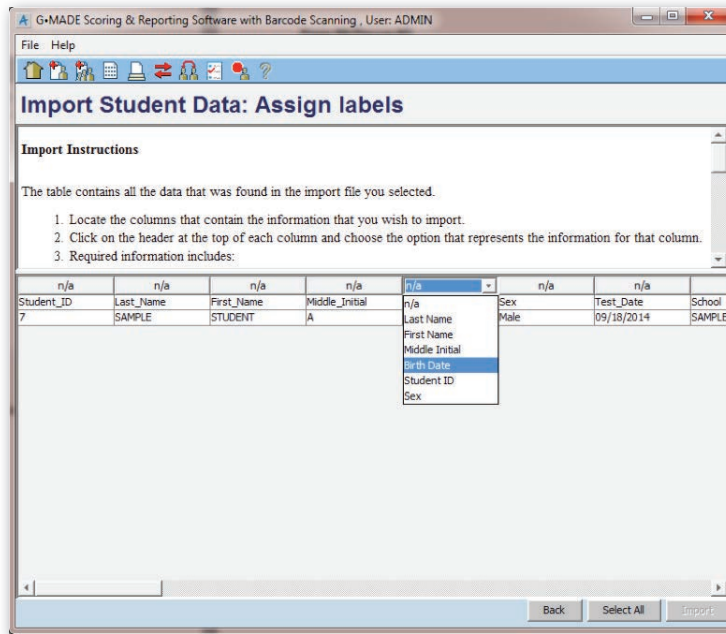 G•MADE Scoring & Reporting Software with Barcode Scanning , User: ADMIN
File Help
Import Student Data: Assign labels
Import Instructions
The table contains all the data that was found in the import file you selected.
1. Locate the columns that contain the information that you wish to import.
2. Click on the header at the top of each column and choose the option that represents the information for that column.
3. Required information includes:
n/a n/a n/a n/a n/a n/a n/a
Student_ID Last_Name First_Name Middle_Initial n/a Sex Test_Date School
7 SAMPLE STUDENT A Last Name Male 09/18/2014 SAMPLE
First Name
Middle Initial
Birth Date
Student ID
Sex
Back Select All Import